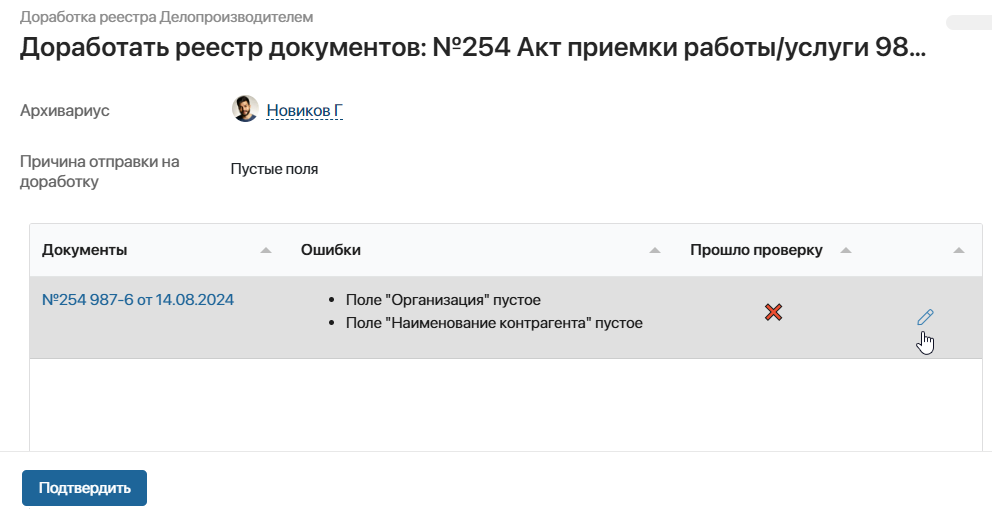 Доработка реестра Делопроизводителем
Доработать реестр документов: №254 Акт приемки работы/услуги 98...
Архивариус
Новиков Г
Причина отправки на
доработку
Пустые поля
Документы
Ошибки
Прошло проверку
№254 987-6 от 14.08.2024
• Поле "Организация" пустое
• Поле "Наименование контрагента" пустое
Подтвердить